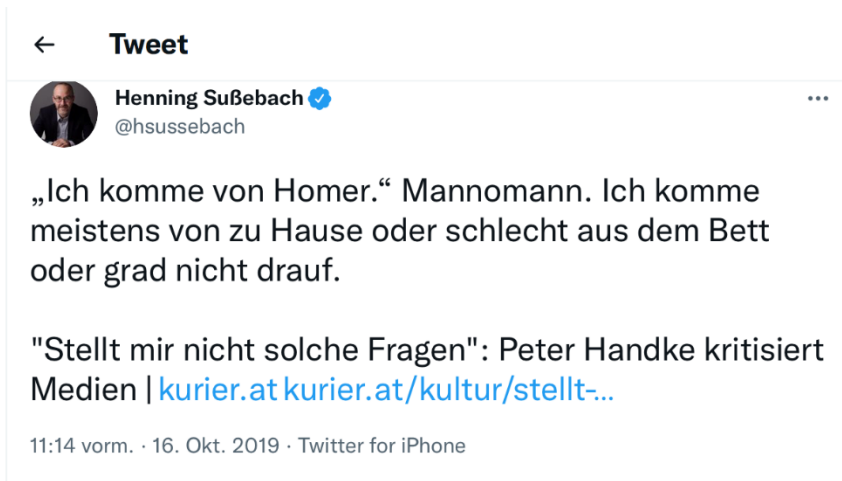 Tweet
Henning Sußebach
@hsussebach
„Ich komme von Homer.“ Mannomann. Ich komme
meistens von zu Hause oder schlecht aus dem Bett
oder grad nicht drauf.
"Stellt mir nicht solche Fragen": Peter Handke kritisiert
Medien | kurier.at kurier.at/kultur/stellt-...
11:14 vorm. · 16. Okt. 2019 · Twitter for iPhone